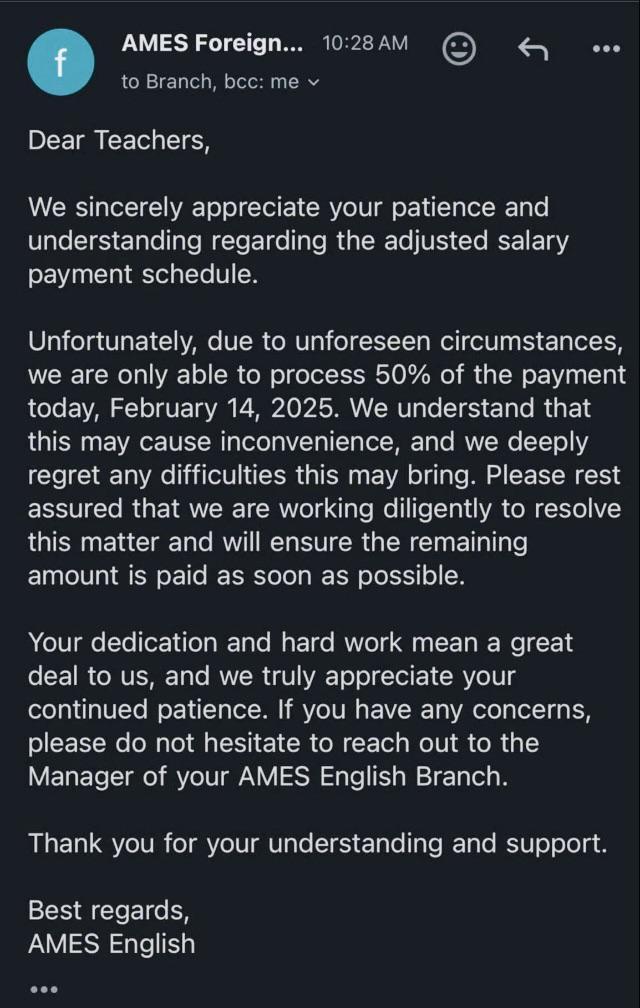 f
AMES Foreign... 10:28 AM
to Branch, bcc: me
Dear Teachers,
We sincerely appreciate your patience and
understanding regarding the adjusted salary
payment schedule.
Unfortunately, due to unforeseen circumstances,
we are only able to process 50% of the payment
today, February 14, 2025. We understand that
this may cause inconvenience, and we deeply
regret any difficulties this may bring. Please rest
assured that we are working diligently to resolve
this matter and will ensure the remaining
amount is paid as soon as possible.
Your dedication and hard work mean a great
deal to us, and we truly appreciate your
continued patience. If you have any concerns,
please do not hesitate to reach out to the
Manager of your AMES English Branch.
Thank you for your understanding and support.
Best regards,
AMES English